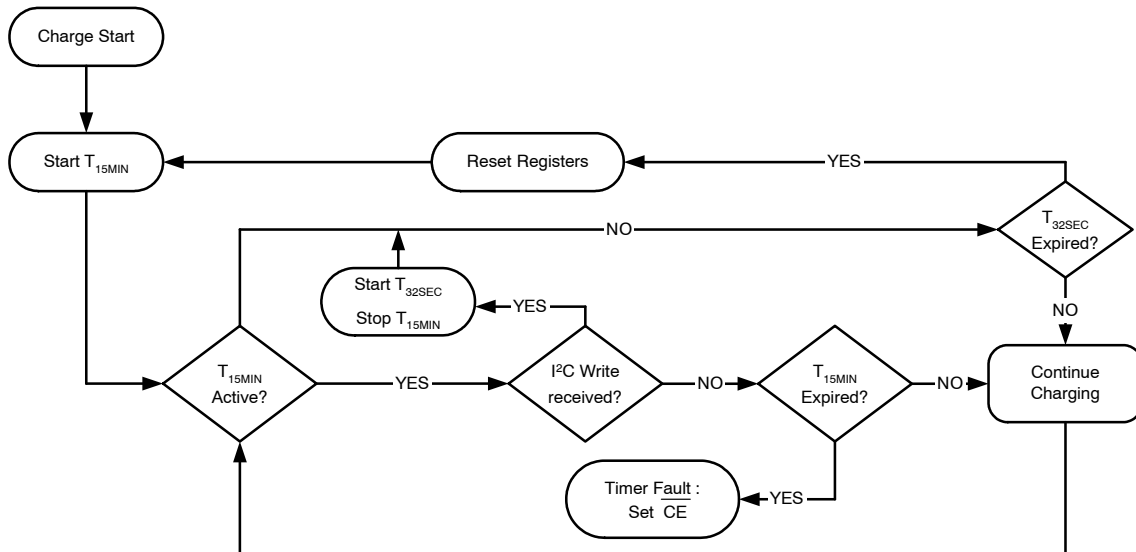 Charge Start
Start T15MIN
Reset Registers
YES
T32SEC
Expired?
NO
Start T32SEC
Stop T15MIN
YES
NO
T15MIN
Active?
YES
I²C Write
received?
NO
T15MIN
Expired?
NO
Continue
Charging
Timer Fault :
Set CE
YES